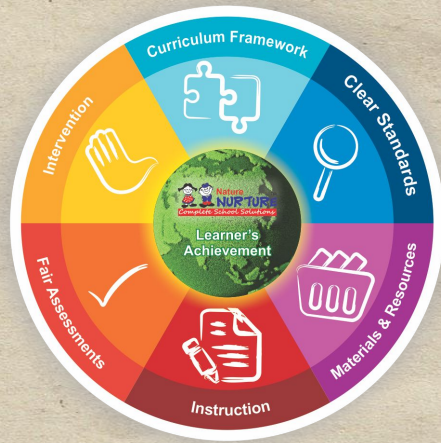 Curriculum Framework
Clear Standards
Materials & Resources
Instruction
Fair Assessments
Intervention
Nature
NURTURE
Complete School Solutions
Learner's
Achievement